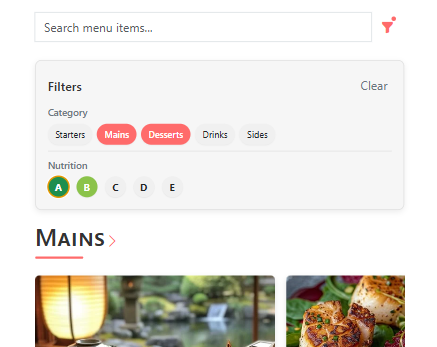 Search menu items...
Filters
Clear
Category
Starters Mains Desserts Drinks Sides
Nutrition
A B C D E
MAINS